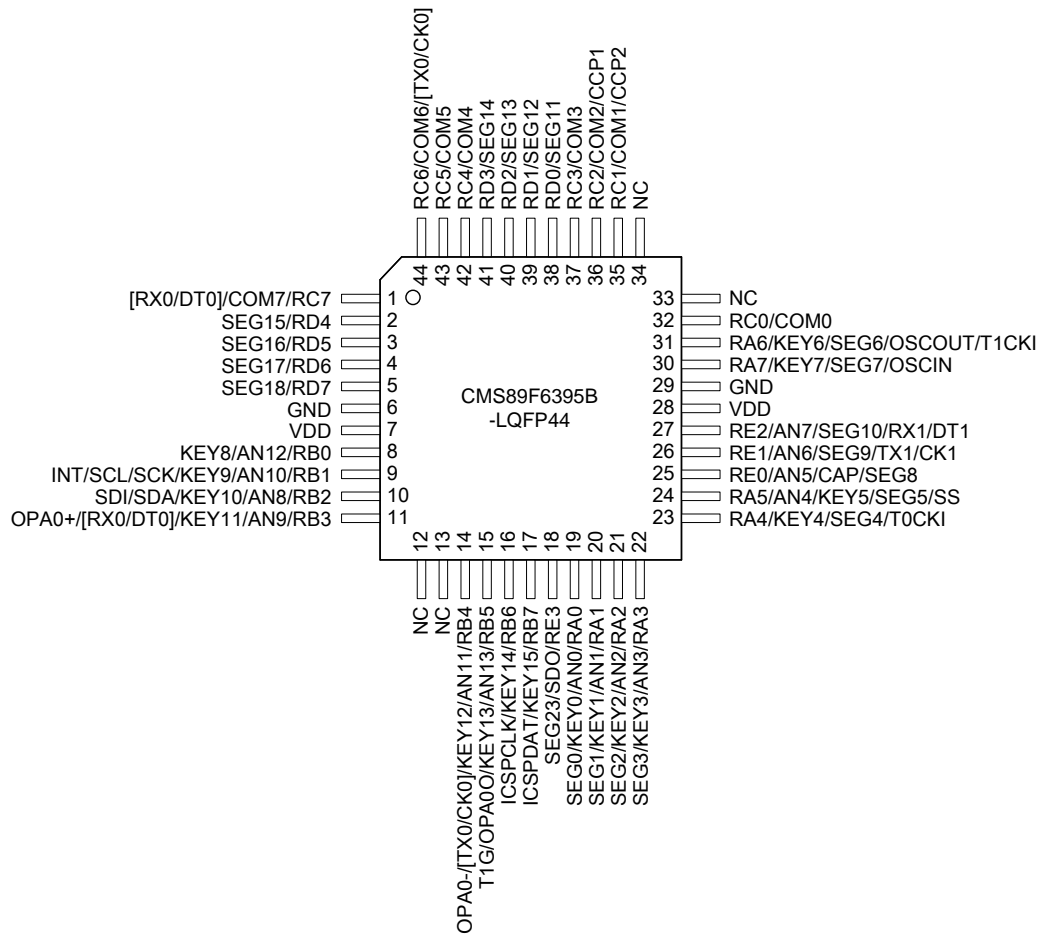 RC6/COM6/[TX0/CK0]
RC5/COM5
RC4/COM4
RD3/SEG14
RD2/SEG13
RD1/SEG12
RD0/SEG11
RC3/COM3
RC2/COM2/CCP1
RC1/COM1/CCP2
NC
44
43
42
41
40
39
38
37
36
35
34
[RX0/DT0]/COM7/RC7 1
SEG15/RD4 2
SEG16/RD5 3
SEG17/RD6 4
SEG18/RD7 5
GND 6
VDD 7
KEY8/AN12/RB0 8
INT/SCL/SCK/KEY9/AN10/RB1 9
SDI/SDA/KEY10/AN8/RB2 10
OPA0+/[RX0/DT0]/KEY11/AN9/RB3 11
CMS89F6395B
-LQFP44
33 NC
32 RC0/COM0
31 RA6/KEY6/SEG6/OSCOUT/T1CKI
30 RA7/KEY7/SEG7/OSCIN
29 GND
28 VDD
27 RE2/AN7/SEG10/RX1/DT1
26 RE1/AN6/SEG9/TX1/CK1
25 RE0/AN5/CAP/SEG8
24 RA5/AN4/KEY5/SEG5/SS
23 RA4/KEY4/SEG4/T0CKI
12
13
14
15
16
17
18
19
20
21
22
NC
NC
OPA0-/[TX0/CK0]/KEY12/AN11/RB4
T1G/OPA0O/KEY13/AN13/RB5
ICSPCLK/KEY14/RB6
ICSPDAT/KEY15/RB7
SEG23/SDO/RE3
SEG0/KEY0/AN0/RA0
SEG1/KEY1/AN1/RA1
SEG2/KEY2/AN2/RA2
SEG3/KEY3/AN3/RA3